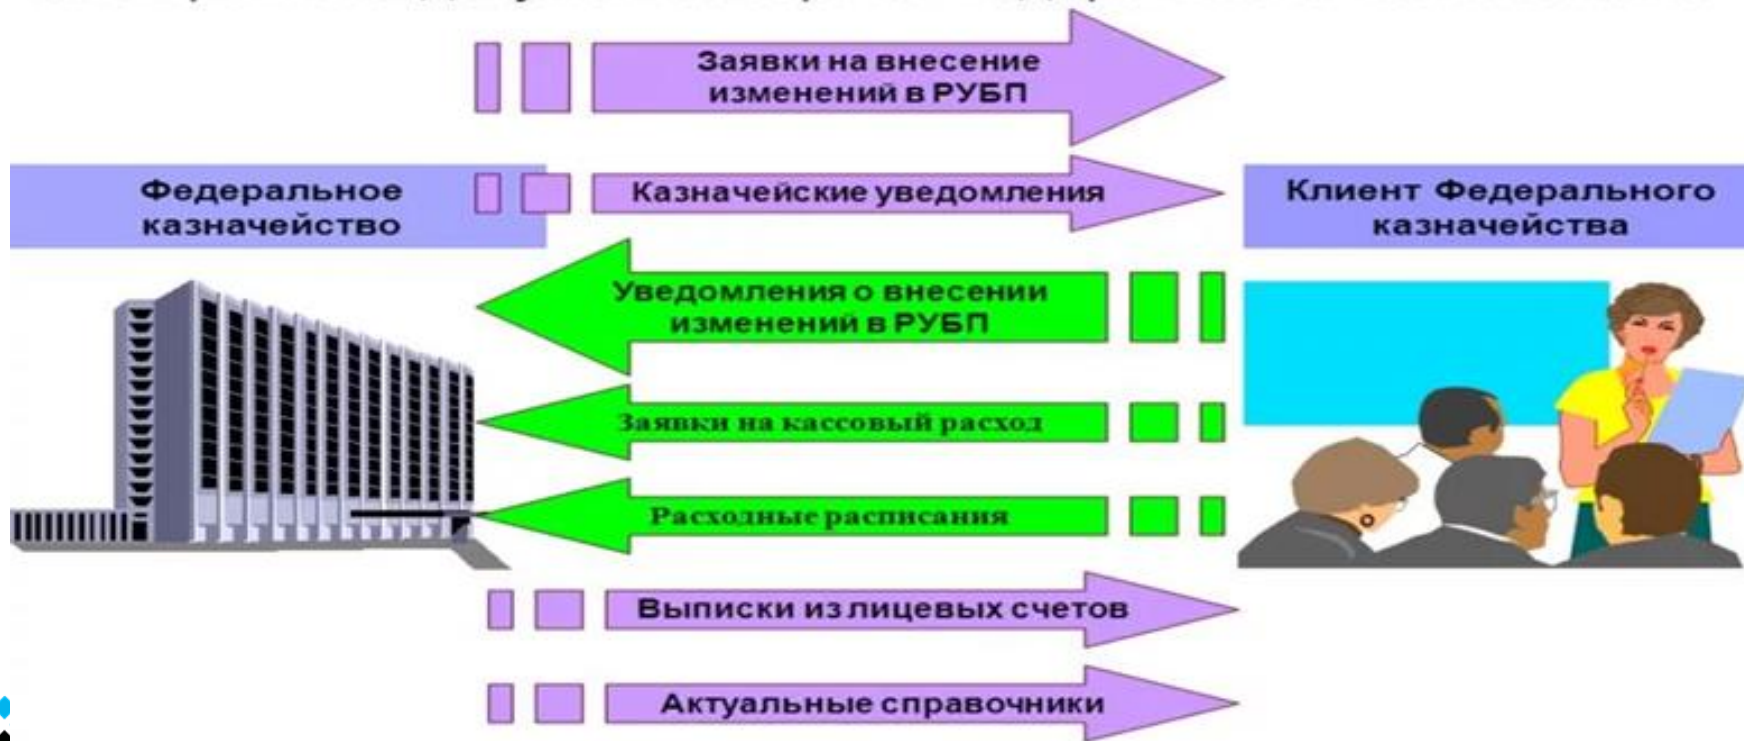 Заявки на внесение
изменений в РУБП
Федеральное
казначейство
Казначейские уведомления
Клиент Федерального
казначейства
Уведомления о внесении
изменений в РУБП
Заявки на кассовый расход
Расходные расписания
Выписки из лицевых счетов
Актуальные справочники